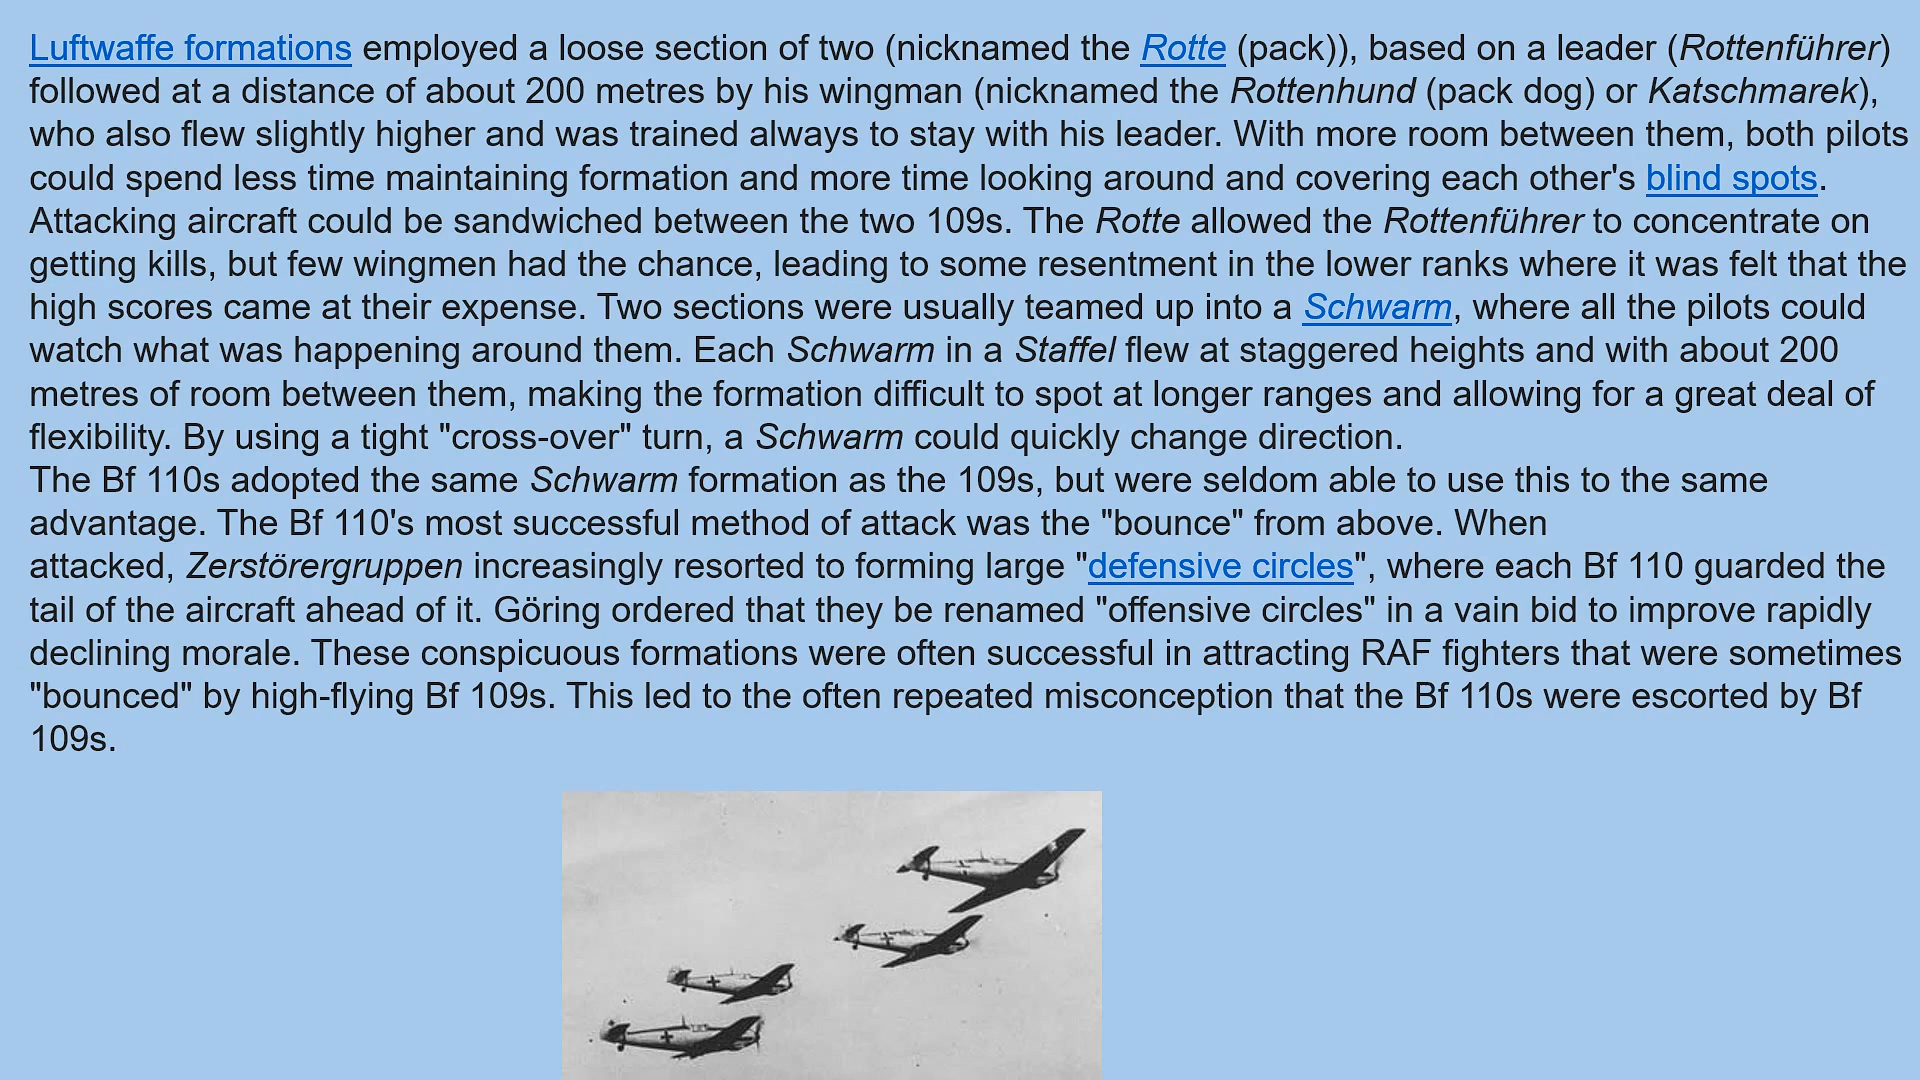 Luftwaffe formations employed a loose section of two (nicknamed the Rotte (pack)), based on a leader (Rottenführer)
followed at a distance of about 200 metres by his wingman (nicknamed the Rottenhund (pack dog) or Katschmarek),
who also flew slightly higher and was trained always to stay with his leader. With more room between them, both pilots
could spend less time maintaining formation and more time looking around and covering each other's blind spots.
Attacking aircraft could be sandwiched between the two 109s. The Rotte allowed the Rottenführer to concentrate on
getting kills, but few wingmen had the chance, leading to some resentment in the lower ranks where it was felt that the
high scores came at their expense. Two sections were usually teamed up into a Schwarm, where all the pilots could
watch what was happening around them. Each Schwarm in a Staffel flew at staggered heights and with about 200
metres of room between them, making the formation difficult to spot at longer ranges and allowing for a great deal of
flexibility. By using a tight "cross-over" turn, a Schwarm could quickly change direction.
The Bf 110s adopted the same Schwarm formation as the 109s, but were seldom able to use this to the same
advantage. The Bf 110's most successful method of attack was the "bounce" from above. When
attacked, Zerstörergruppen increasingly resorted to forming large "defensive circles", where each Bf 110 guarded the
tail of the aircraft ahead of it. Göring ordered that they be renamed "offensive circles" in a vain bid to improve rapidly
declining morale. These conspicuous formations were often successful in attracting RAF fighters that were sometimes
"bounced" by high-flying Bf 109s. This led to the often repeated misconception that the Bf 110s were escorted by Bf
109s.